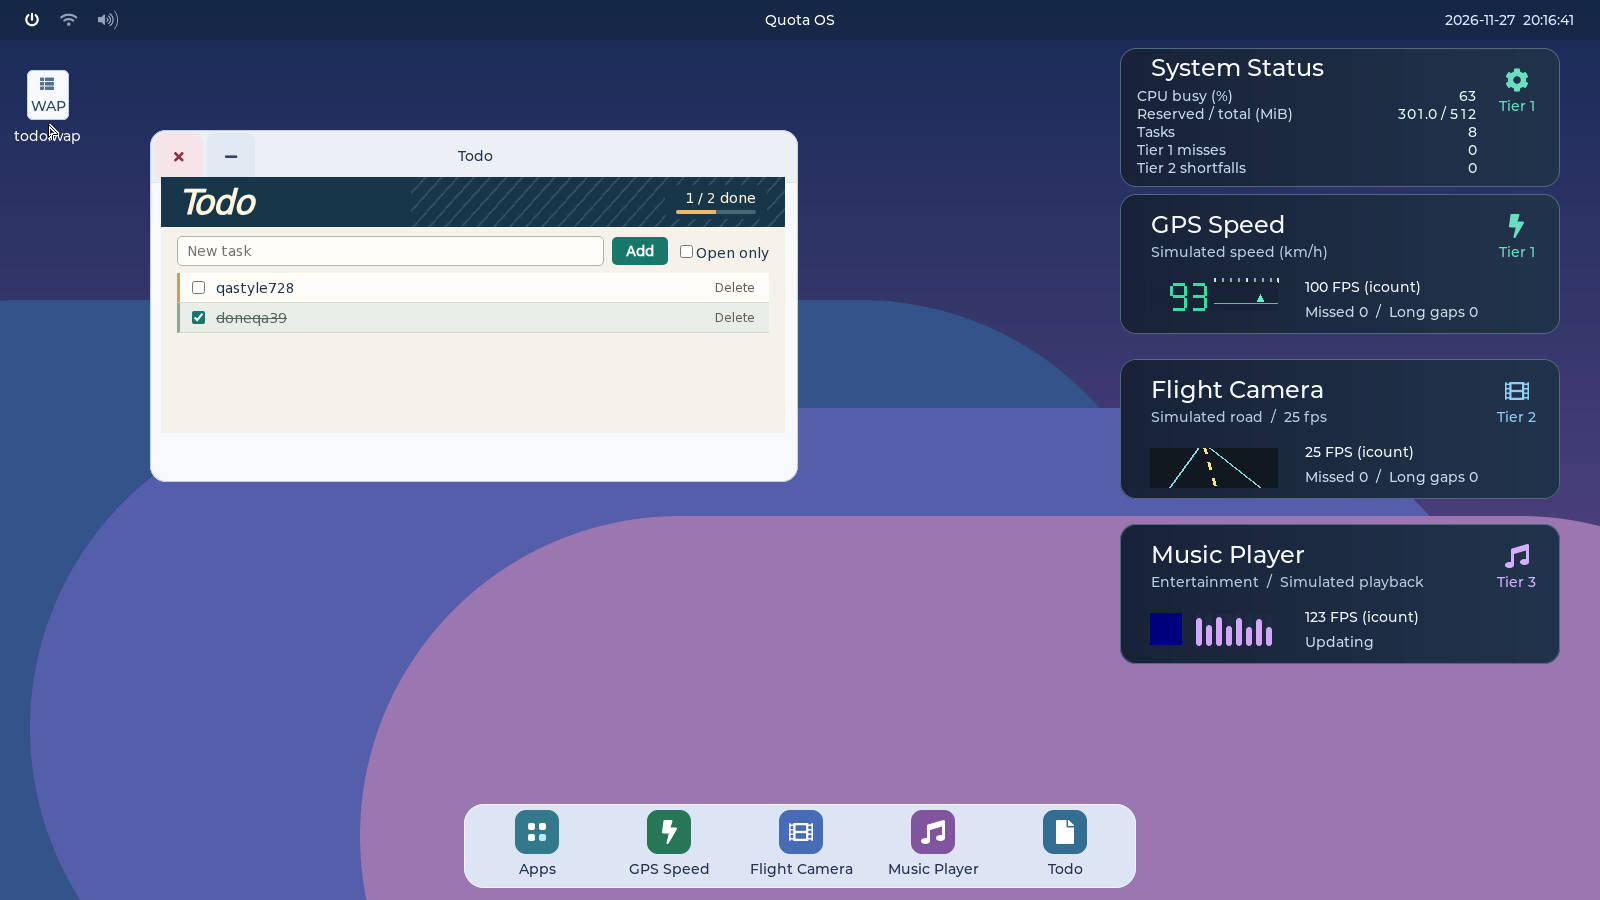 Quota OS
2026-11-27 20:16:41
WAP
Todo
Todo
1 / 2 done
New task
Add
Open only
qastyle728
Delete
doneqa39
Delete
System Status
Tier 1
CPU busy (%) 63
Reserved / total (MiB) 301.0 / 512
Tasks 8
Tier 1 misses 0
Tier 2 shortfalls 0
GPS Speed
Simulated speed (km/h)
Tier 1
93
100 FPS (icount)
Missed 0 / Long gaps 0
Flight Camera
Simulated road / 25 fps
Tier 2
25 FPS (icount)
Missed 0 / Long gaps 0
Music Player
Entertainment / Simulated playback
Tier 3
123 FPS (icount)
Updating
Apps
GPS Speed
Flight Camera
Music Player
Todo